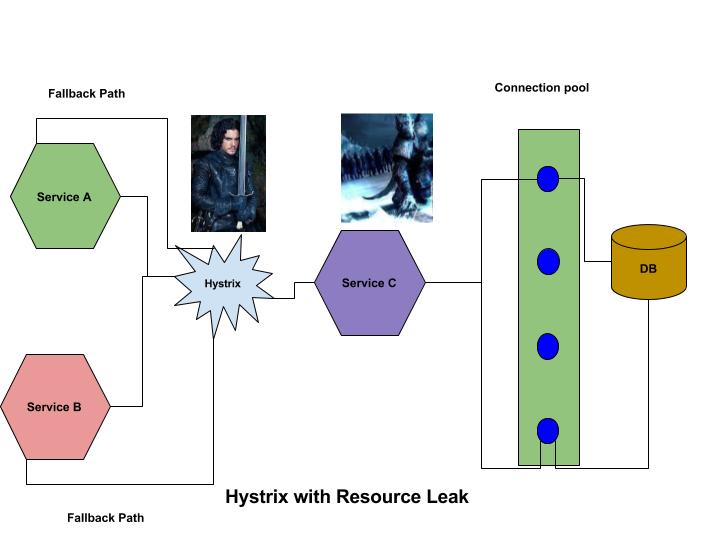 Connection pool
Fallback Path
Service A
Hystrix
Service C
DB
Service B
Hystrix with Resource Leak
Fallback Path